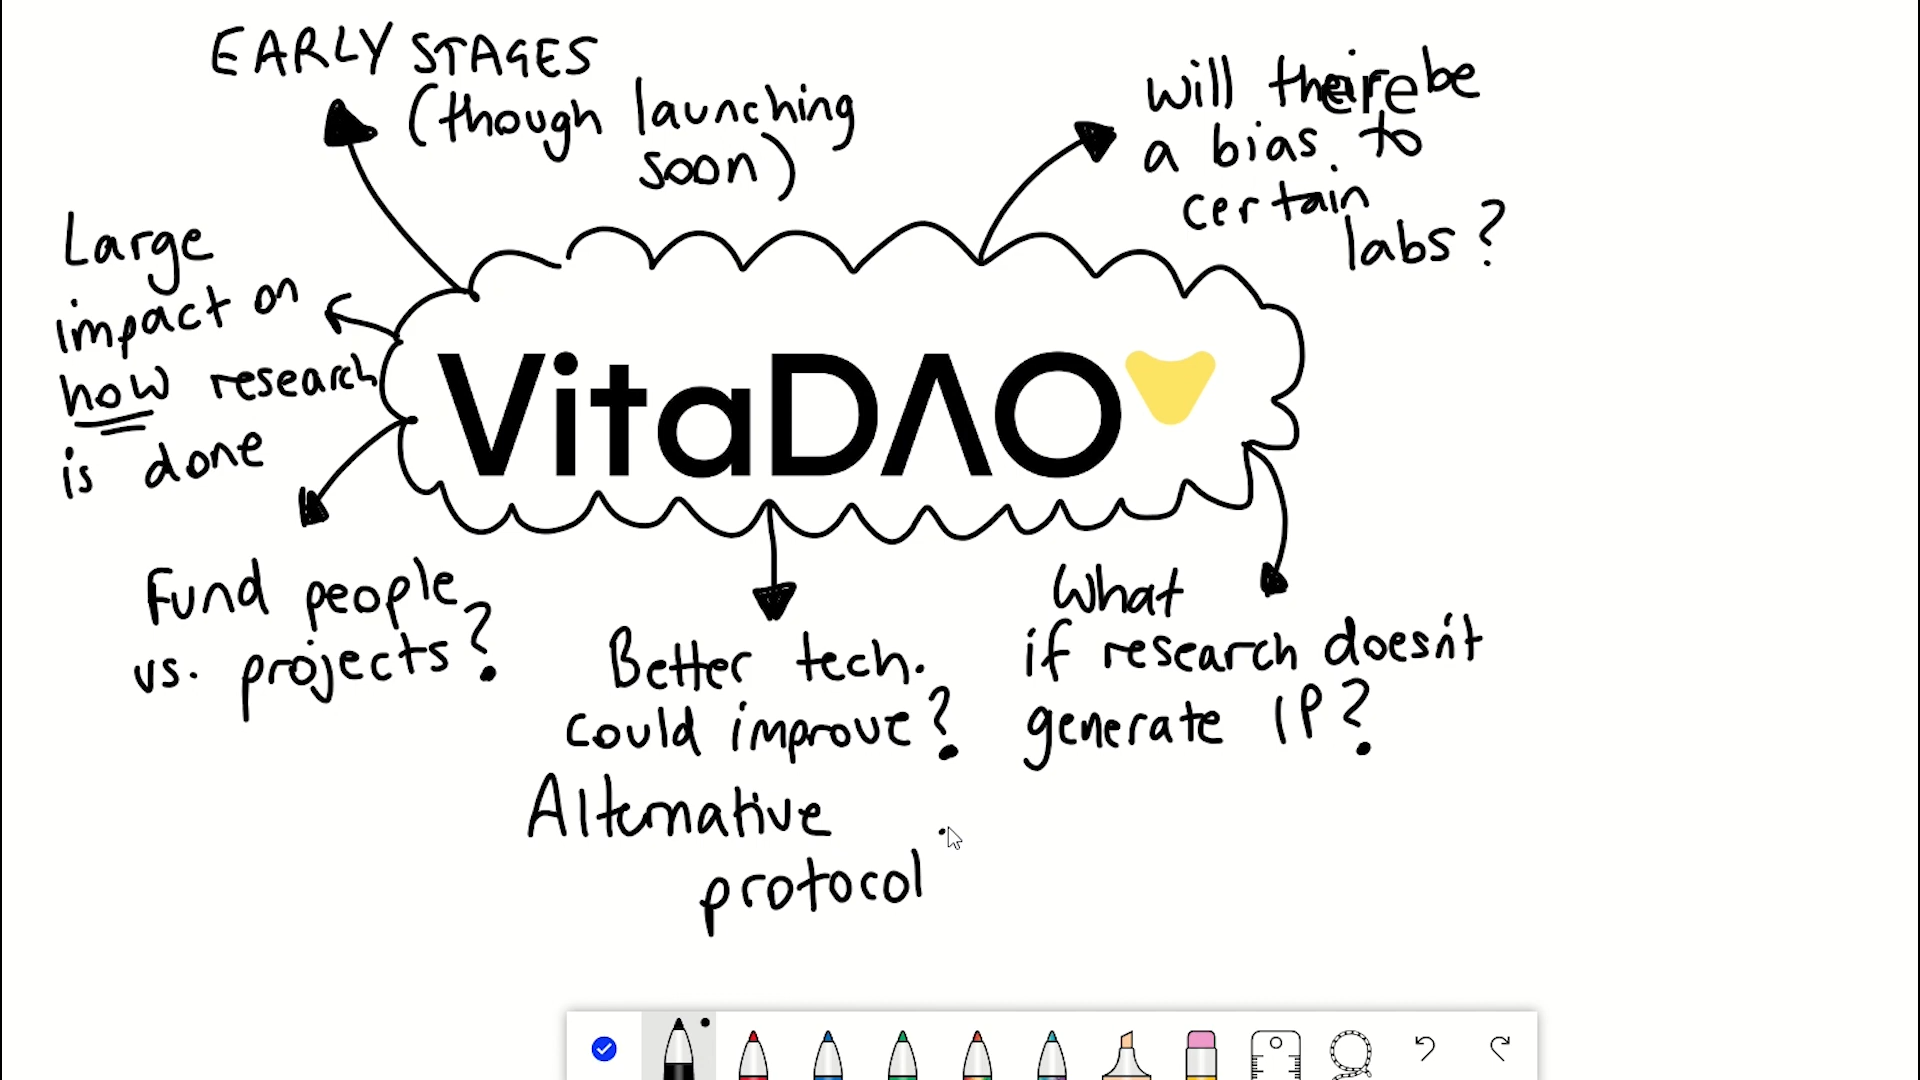 EARLY STAGES
(though launching
soon)
Will there be
a bias to
certain
labs?
Large
impact on
how research
is done
VitaDAO
Fund people
vs. projects?
Better tech.
could improve?
Alternative
protocol
What
if research doesn't
generate IP?